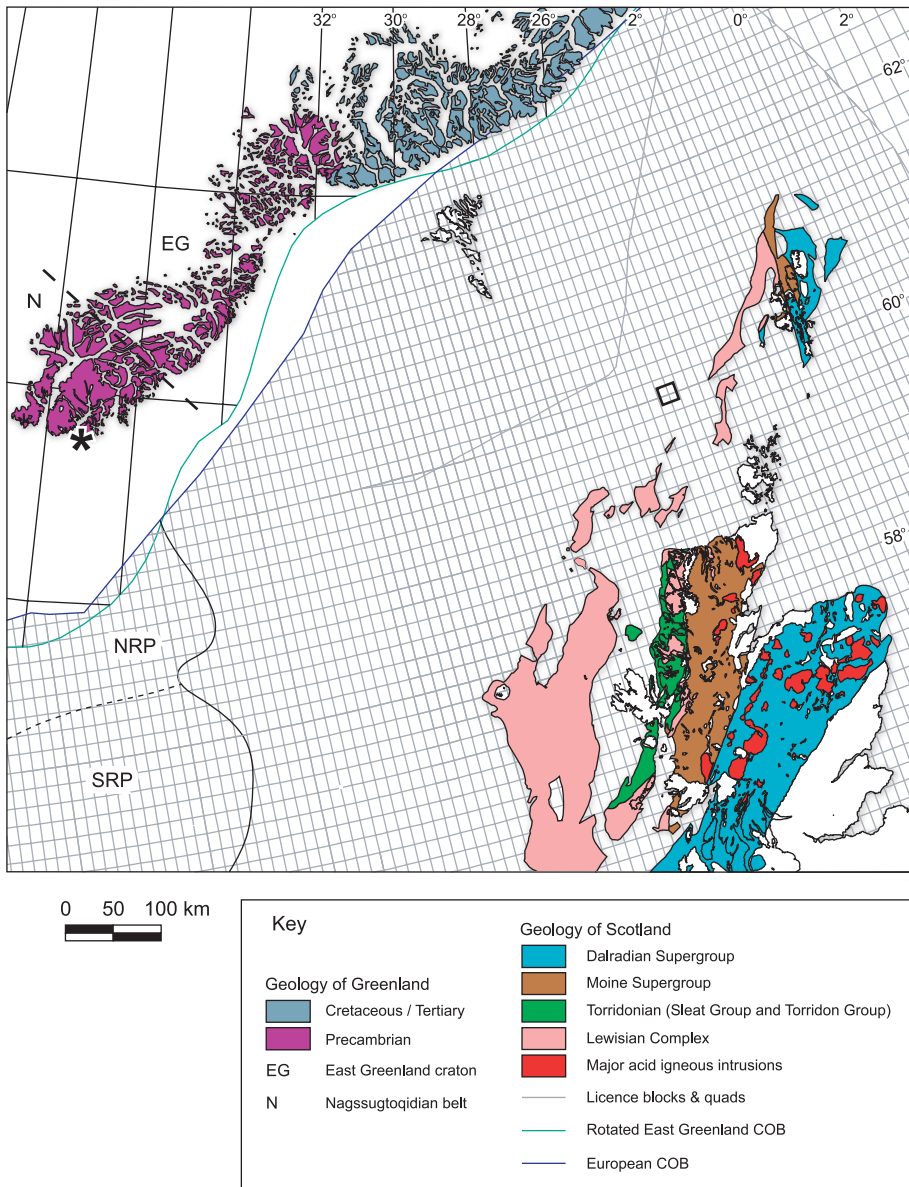 32° 30° 28° 26° 2° 0° 2°
62°
EG
N
60°
*
58°
NRP
SRP
0 50 100 km
Key
Geology of Greenland
Cretaceous / Tertiary
Precambrian
EG East Greenland craton
N Nagssugtoqidian belt
Geology of Scotland
Dalradian Supergroup
Moine Supergroup
Torridonian (Sleat Group and Torridon Group)
Lewisian Complex
Major acid igneous intrusions
Licence blocks & quads
Rotated East Greenland COB
European COB